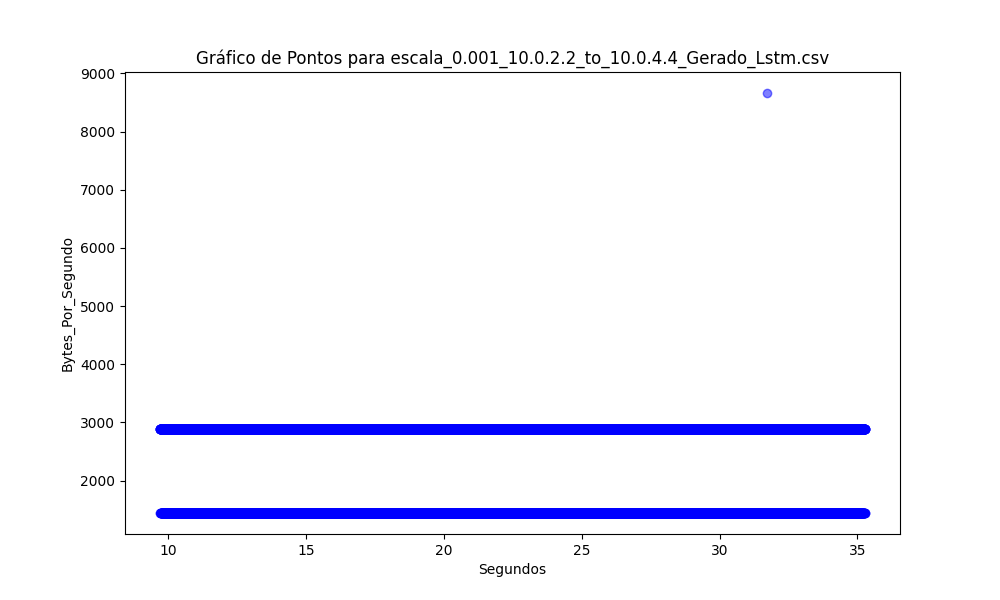 Gráfico de Pontos para escala_0.001_10.0.2.2_to_10.0.4.4_Gerado_Lstm.csv
Bytes_Por_Segundo
9000
8000
7000
6000
5000
4000
3000
2000
10 15 20 25 30 35
Segundos